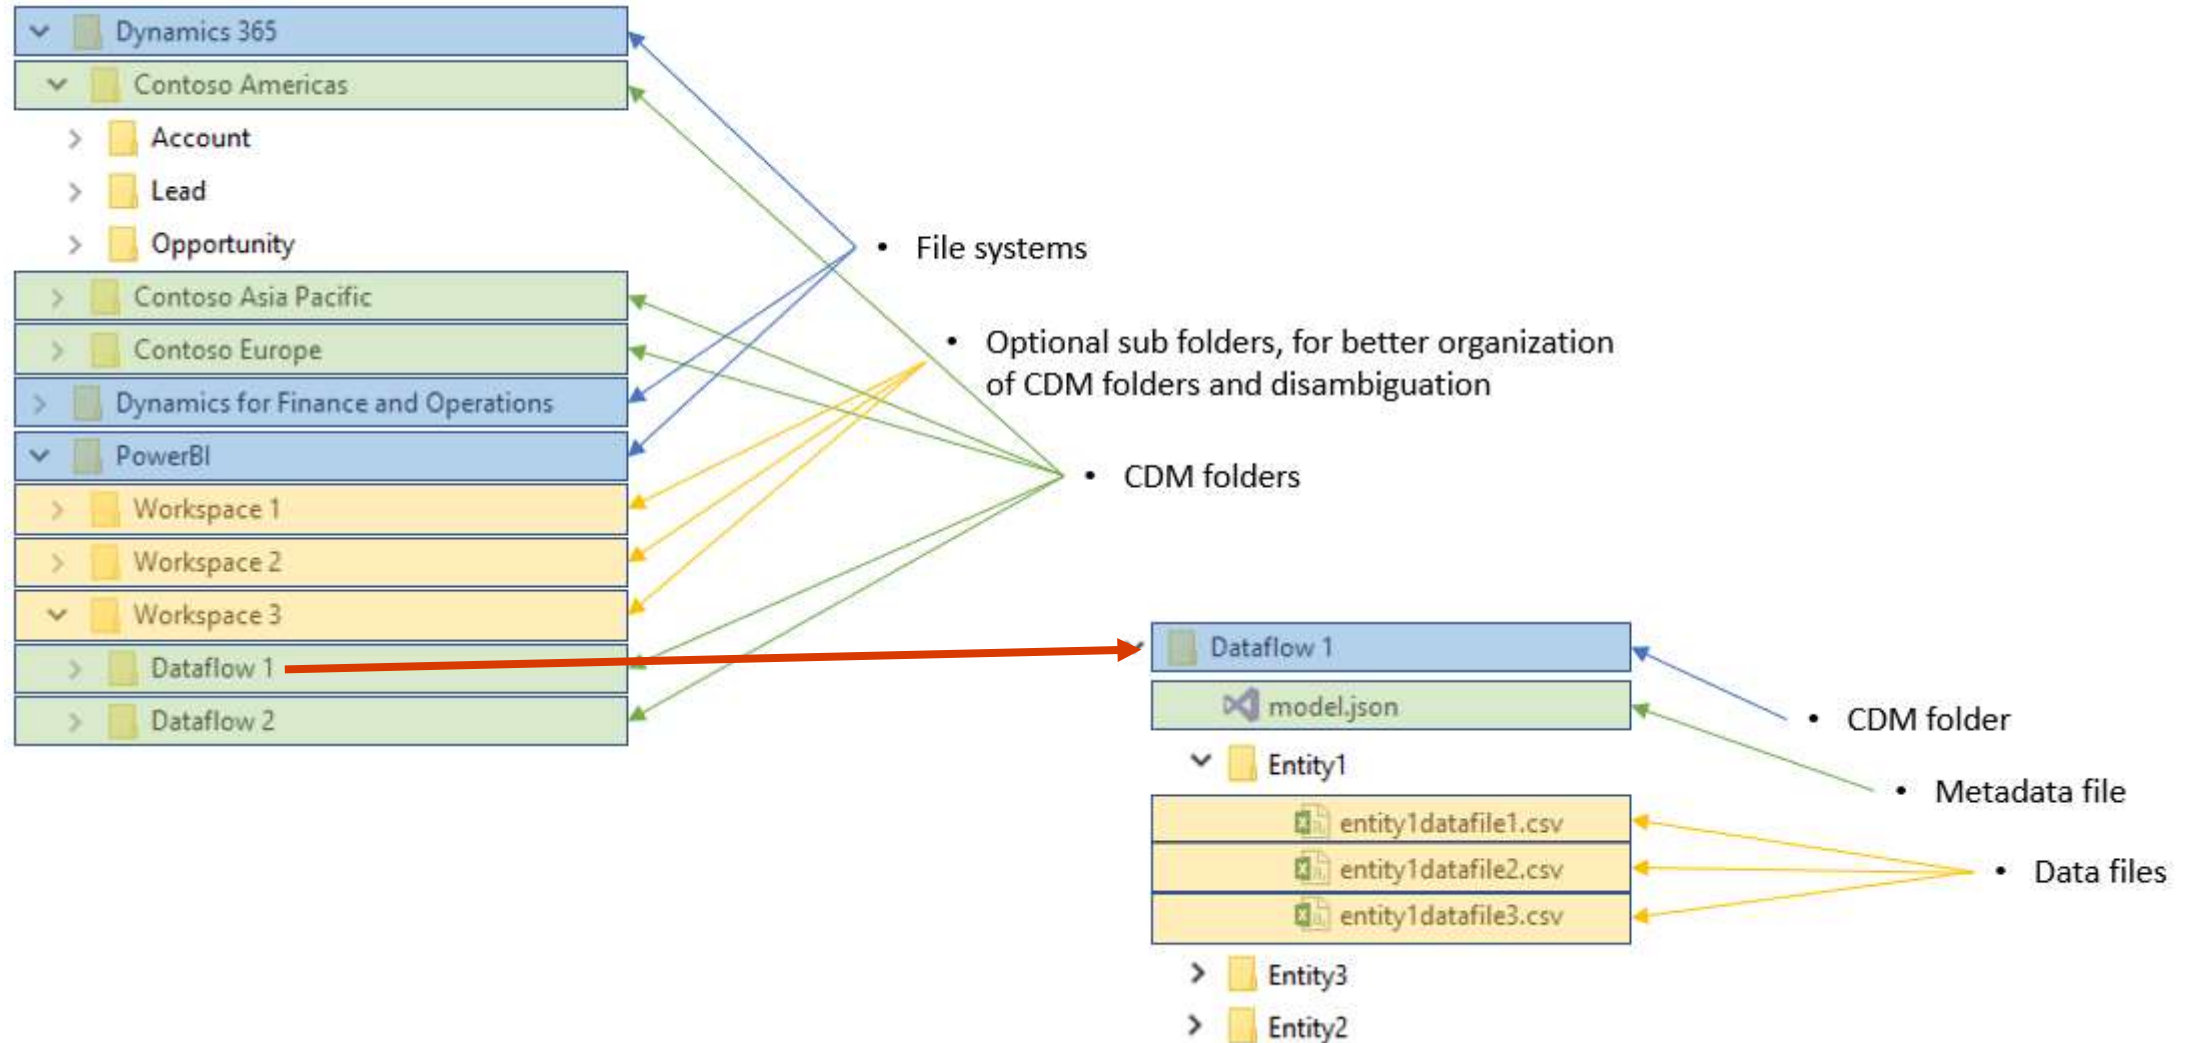 Dynamics 365
Contoso Americas
Account
Lead
Opportunity
Contoso Asia Pacific
Contoso Europe
Dynamics for Finance and Operations
PowerBI
Workspace 1
Workspace 2
Workspace 3
Dataflow 1
Dataflow 2
• File systems
• Optional sub folders, for better organization
of CDM folders and disambiguation
• CDM folders
Dataflow 1
model.json
Entity1
entity1datafile1.csv
entity1datafile2.csv
entity1datafile3.csv
Entity3
Entity2
• CDM folder
• Metadata file
• Data files